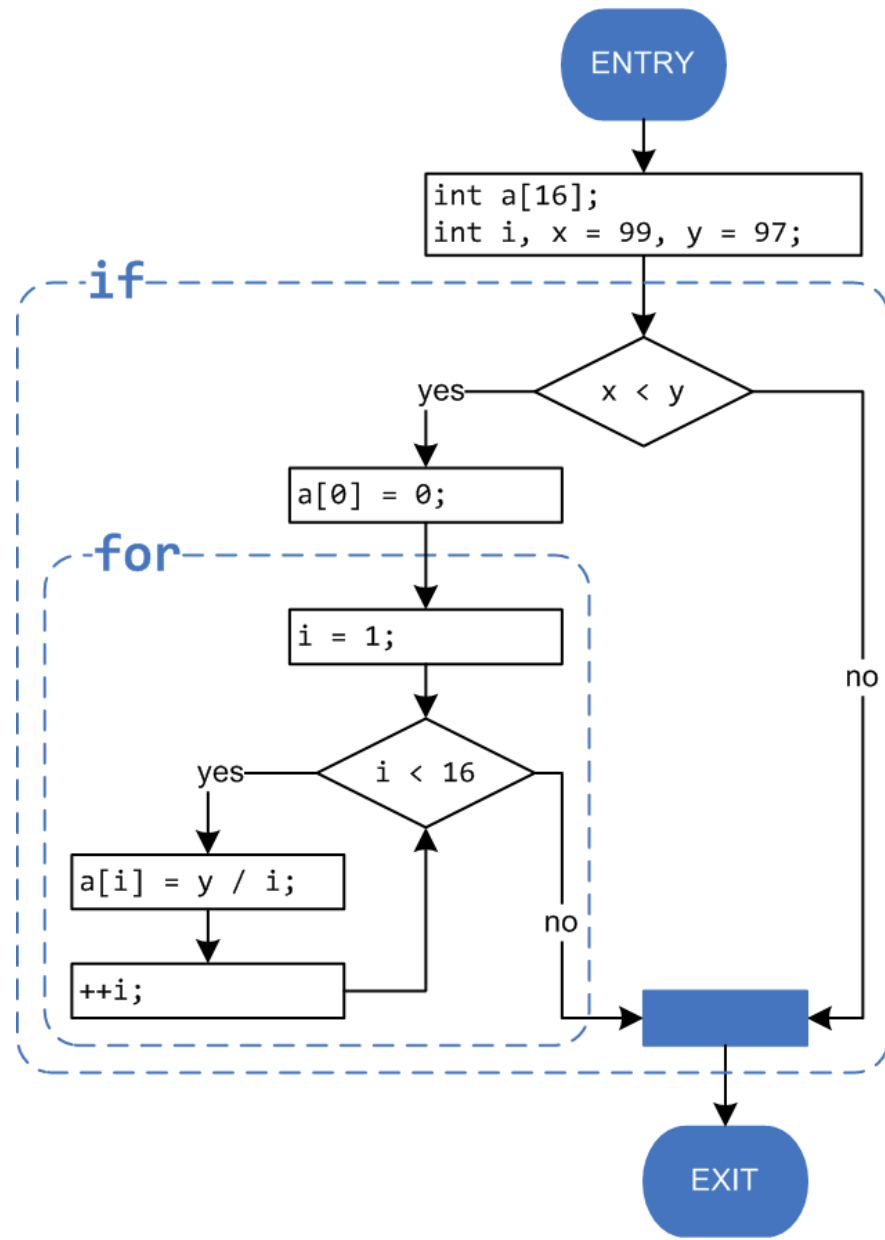 ENTRY
int a[16];
int i, x = 99, y = 97;
if
x < y
yes
a[0] = 0;
for
i = 1;
no
i < 16
yes
a[i] = y / i;
no
++i;
EXIT